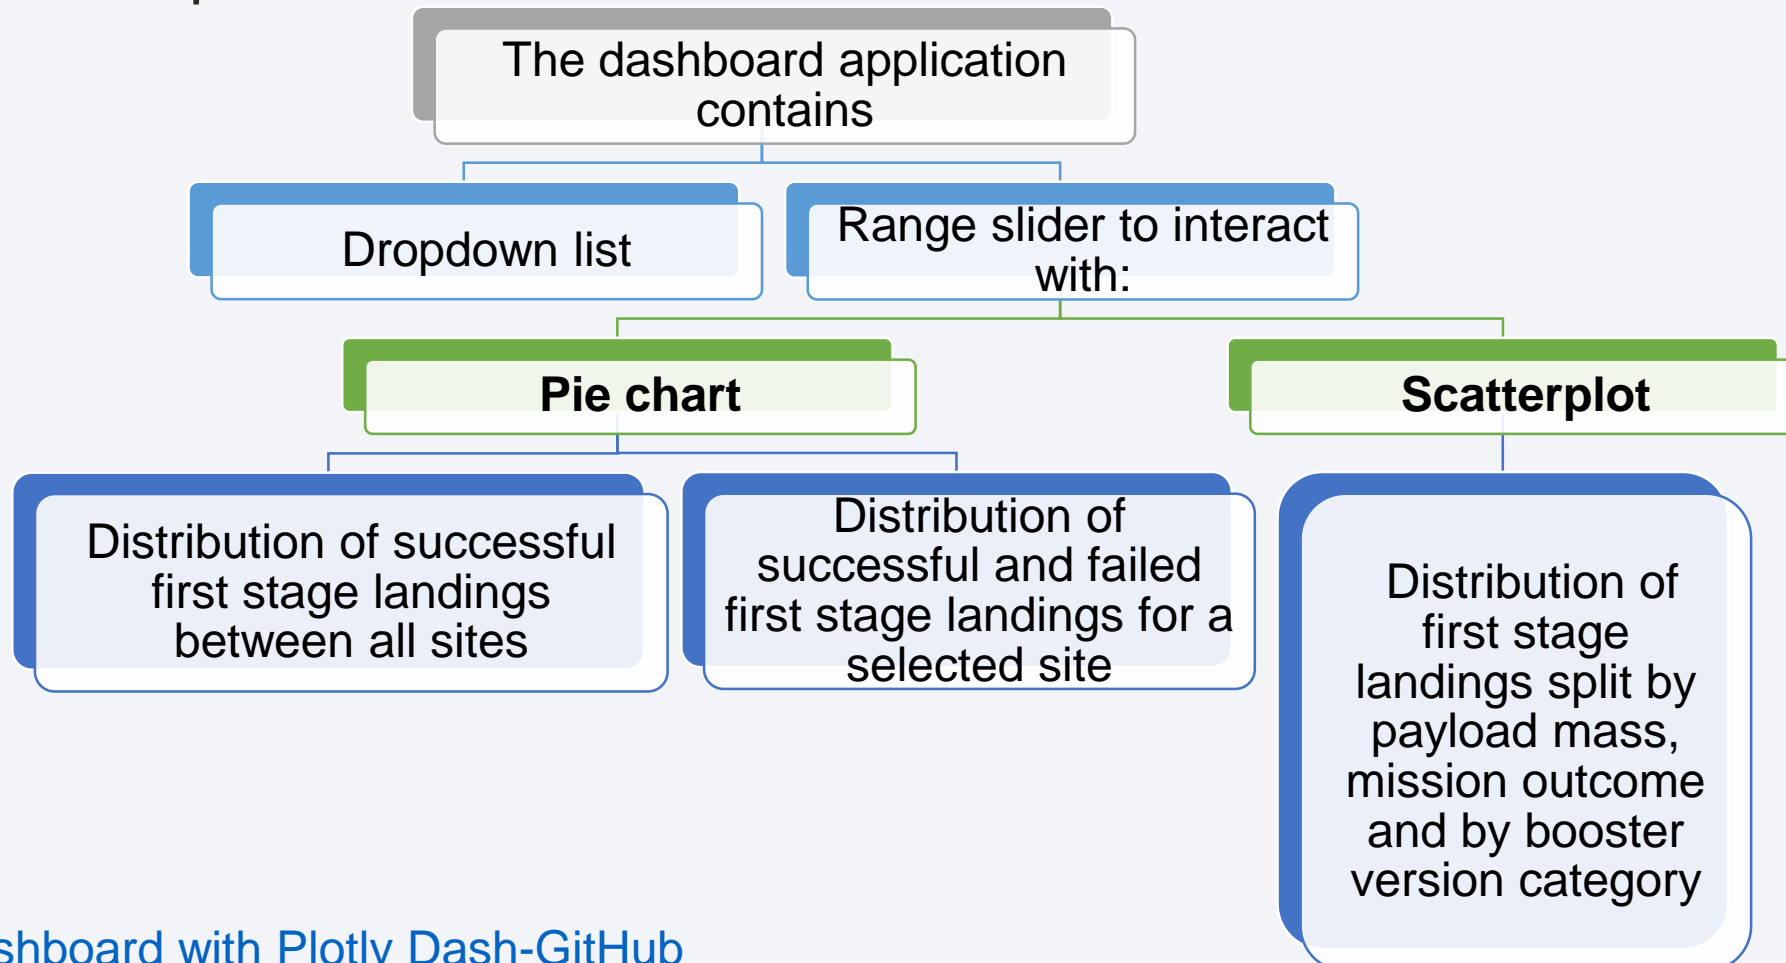 The dashboard application
contains
Dropdown list
Range slider to interact
with:
Pie chart
Scatterplot
Distribution of successful
first stage landings
between all sites
Distribution of
successful and failed
first stage landings for a
selected site
Distribution of
first stage
landings split by
payload mass,
mission outcome
and by booster
version category
shboard with Plotly Dash-GitHub